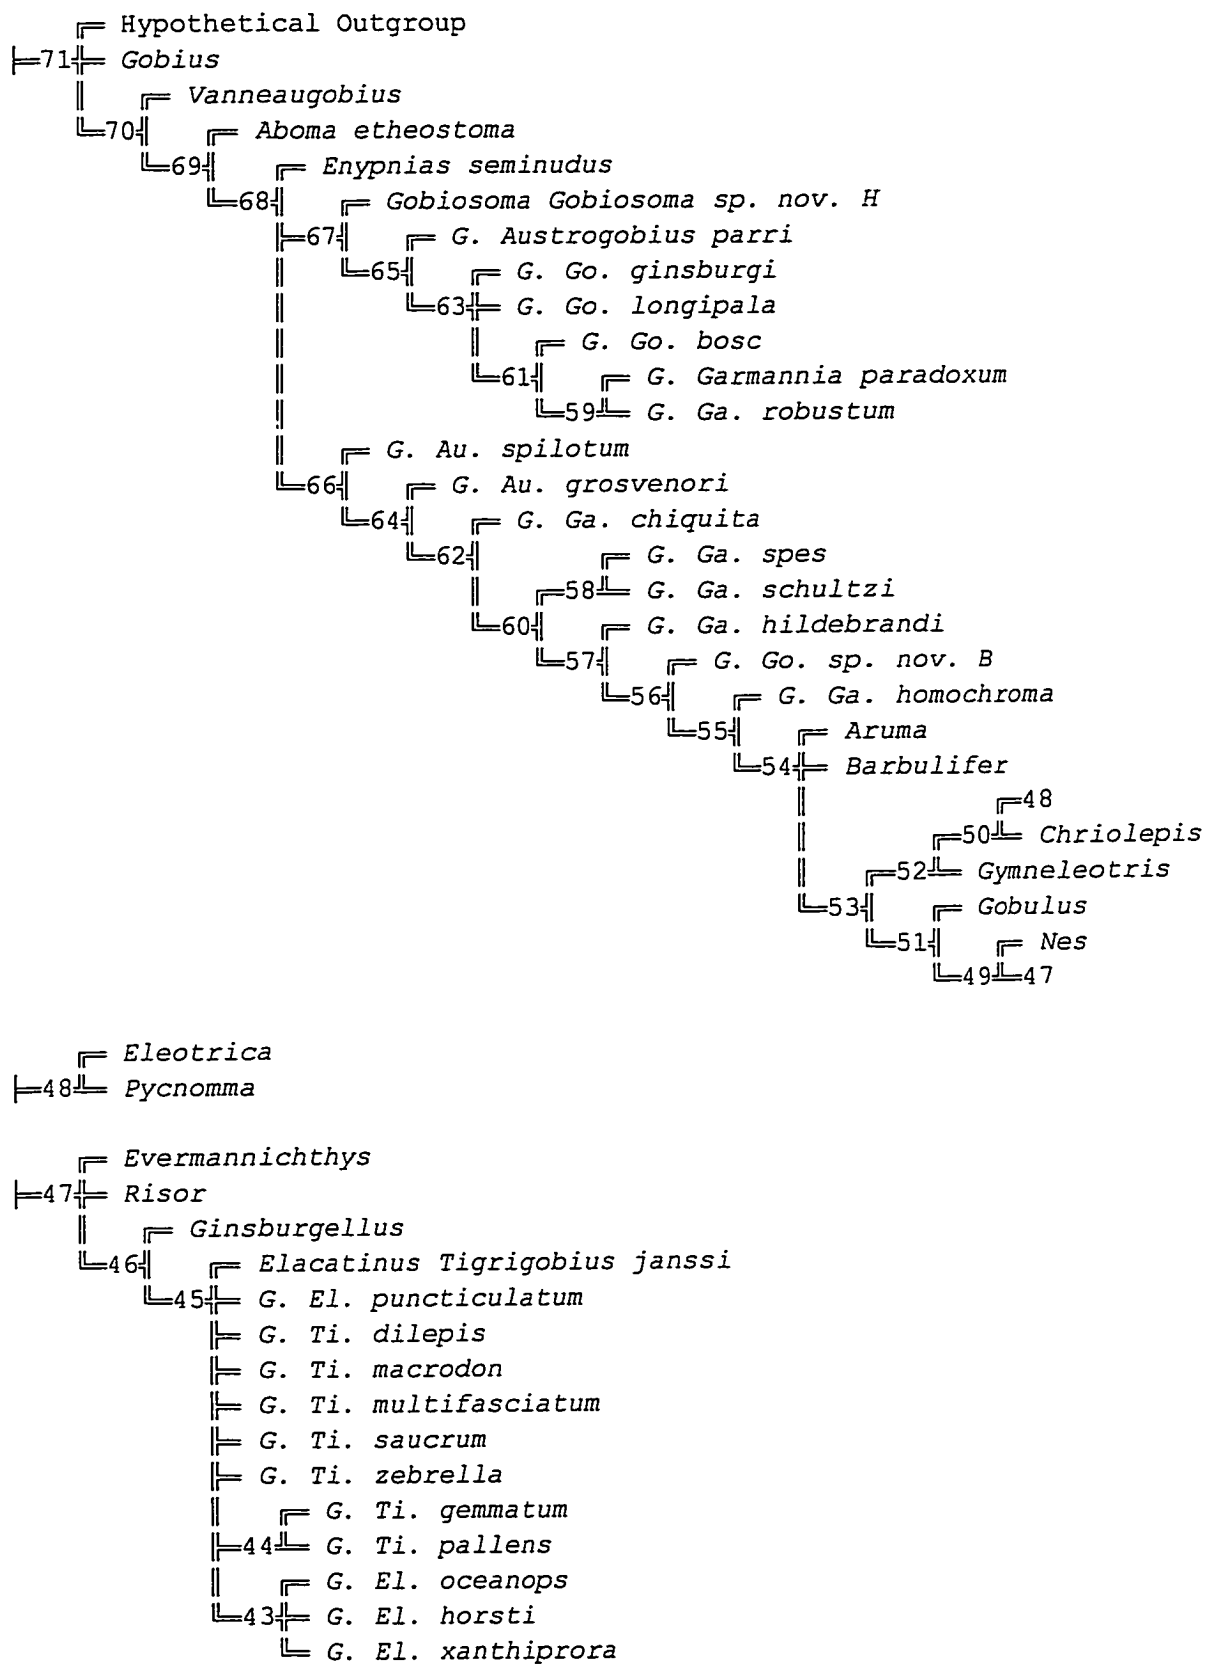 Hypothetical Outgroup
71 Gobius
Vanneaugobius
70
Aboma etheostoma
69
Enypnias seminudus
68
Gobiosoma Gobiosoma sp. nov. H
67
G. Austrogobius parri
65
G. Go. ginsburgi
63 G. Go. longipala
G. Go. bosc
61
G. Garmannia paradoxum
59 G. Ga. robustum
G. Au. spilotum
66
G. Au. grosvenori
64
G. Ga. chiquita
62
G. Ga. spes
58 G. Ga. schultzi
60
G. Ga. hildebrandi
57
G. Go. sp. nov. B
56
G. Ga. homochroma
55
Aruma
54 Barbulifer
48
50 Chriolepis
52 Gymneleotris
53
Gobulus
51
Nes
49 47
Eleotrica
48 Pycnomma
Evermannichthys
47 Risor
Ginsburgellus
46
Elacatinus Tigrigobius janssi
45 G. El. puncticulatum
G. Ti. dilepis
G. Ti. macrodon
G. Ti. multifasciatum
G. Ti. saucrum
G. Ti. zebrella
G. Ti. gemmatum
44 G. Ti. pallens
G. El. oceanops
43 G. El. horsti
G. El. xanthiprora